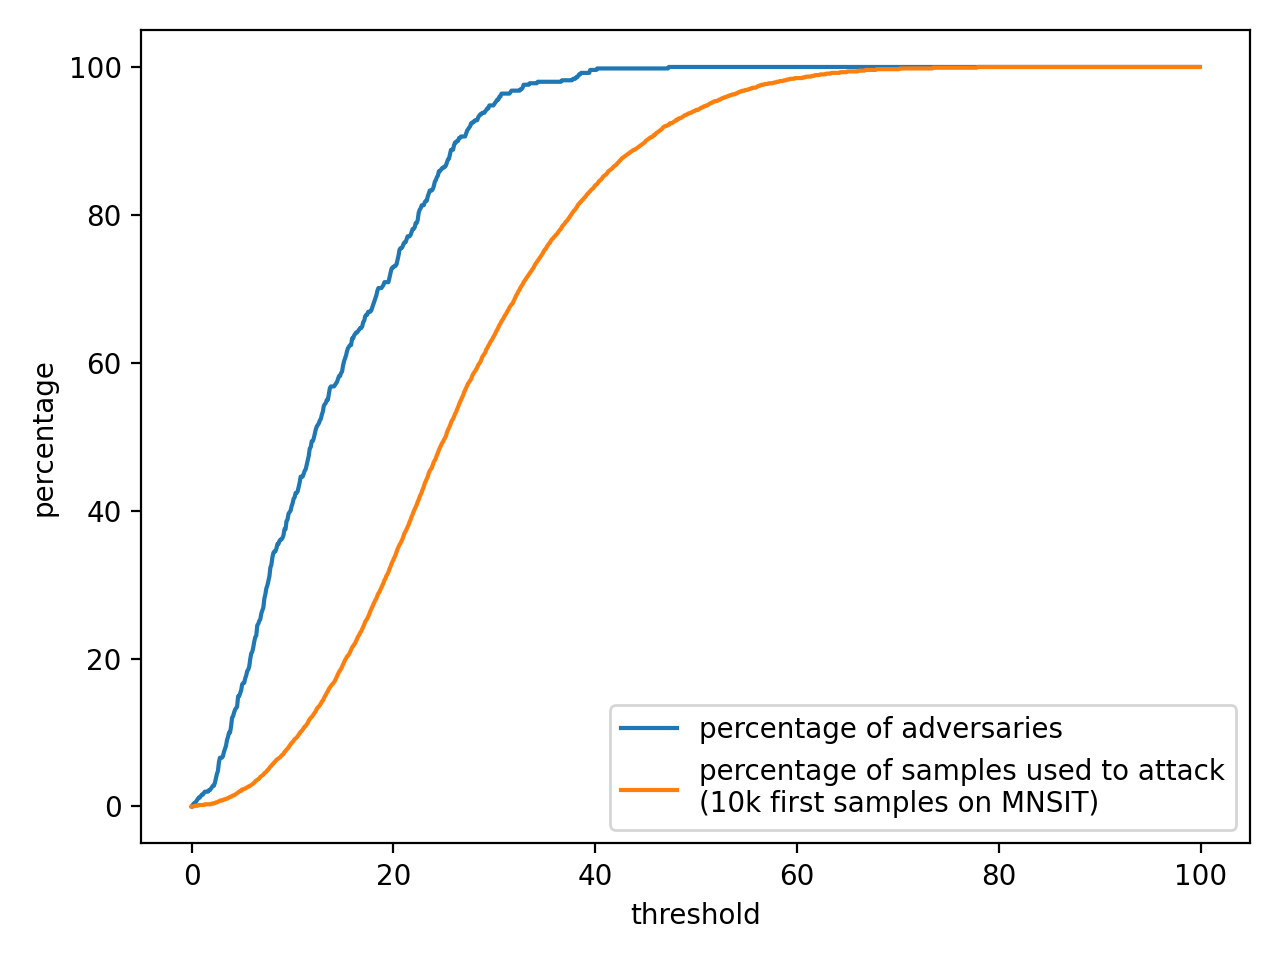 100
80
60
40
20
0
percentage
percentage of adversaries
percentage of samples used to attack
(10k first samples on MNSIT)
0 20 40 60 80 100
threshold